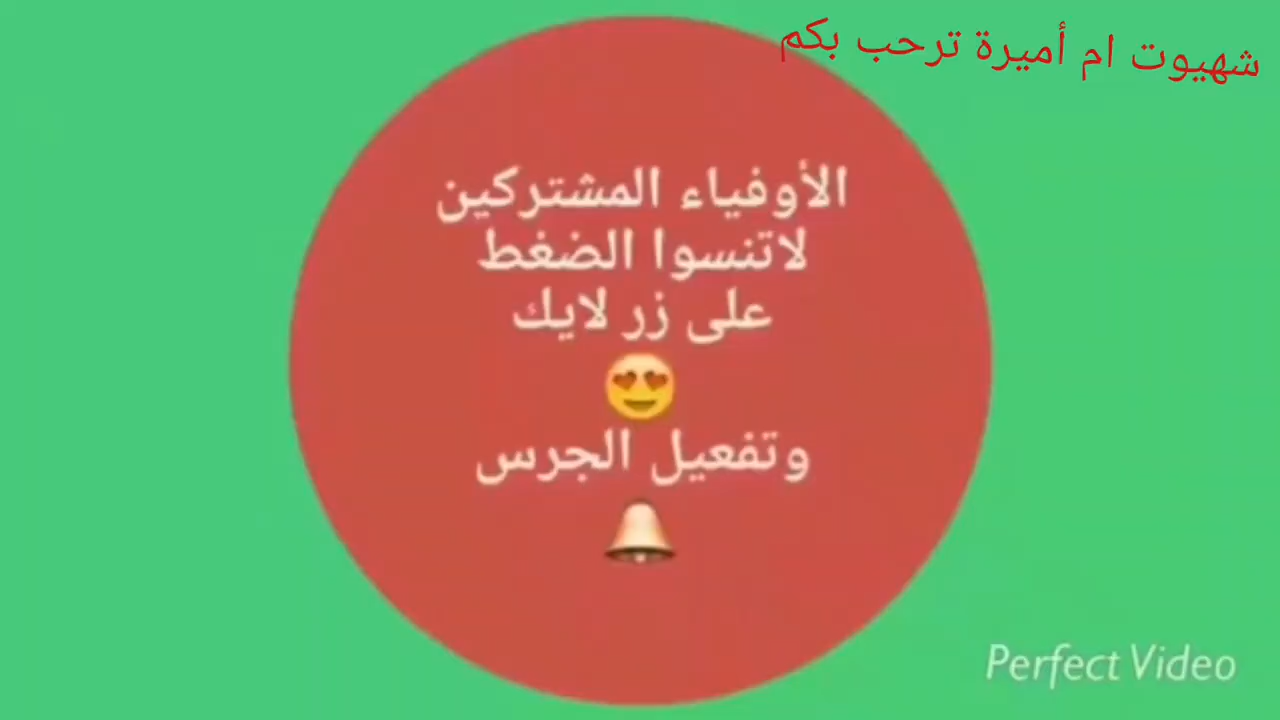 شهيوت ام أميرة ترحب بكم
الأوفياء المشتركين
لاتنسوا الضغط
على زر لايك
😍
وتفعيل الجرس
🔔
Perfect Video